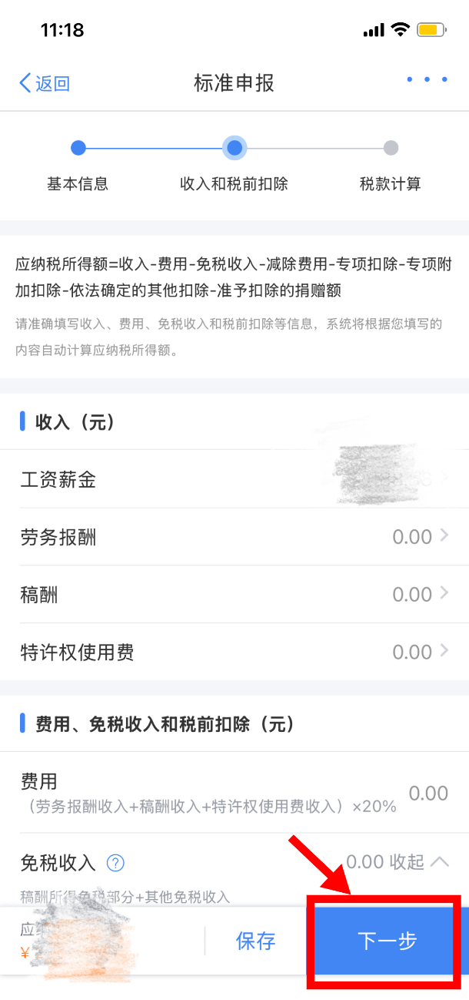 11:18
返回
标准申报
基本信息
收入和税前扣除
税款计算
应纳税所得额=收入-费用-免税收入-减除费用-专项扣除-专项附
加扣除-依法确定的其他扣除-准予扣除的捐赠额
请准确填写收入、费用、免税收入和税前扣除等信息，系统将根据您填写的
内容自动计算应纳税所得额。
收入（元）
工资薪金
劳务报酬 0.00
稿酬 0.00
特许权使用费 0.00
费用、免税收入和税前扣除（元）
费用 0.00
（劳务报酬收入+稿酬收入+特许权使用费收入）×20%
免税收入 ? 0.00 收起
稿酬所得免税部分+其他免税收入
应
¥
保存
下一步